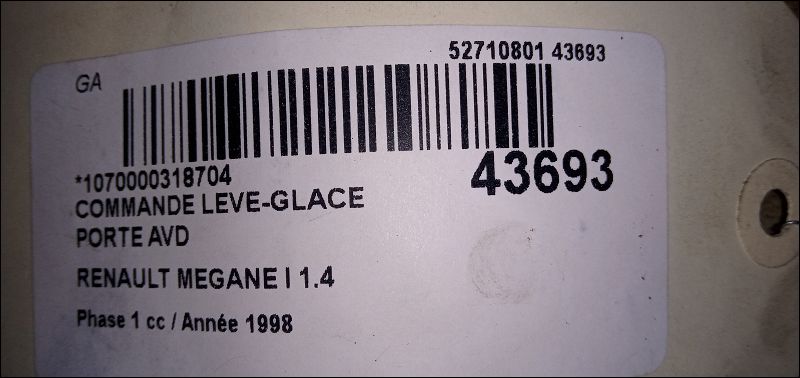 52710801 43693
GA
*1070000318704
43693
COMMANDE LEVE-GLACE
PORTE AVD
RENAULT MEGANE I 1.4
Phase 1 cc / Année 1998